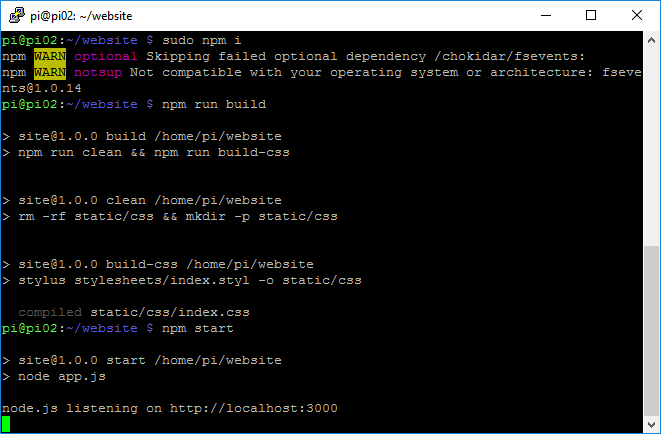 pi@pi02: ~/website
pi@pi02:~/website $ sudo npm i
npm WARN optional Skipping failed optional dependency /chokidar/fsevents:
npm WARN notsup Not compatible with your operating system or architecture: fseve
nts@1.0.14
pi@pi02:~/website $ npm run build
> site@1.0.0 build /home/pi/website
> npm run clean && npm run build-css
> site@1.0.0 clean /home/pi/website
> rm -rf static/css && mkdir -p static/css
> site@1.0.0 build-css /home/pi/website
> stylus stylesheets/index.styl -o static/css
compiled static/css/index.css
pi@pi02:~/website $ npm start
> site@1.0.0 start /home/pi/website
> node app.js
node.js listening on http://localhost:3000